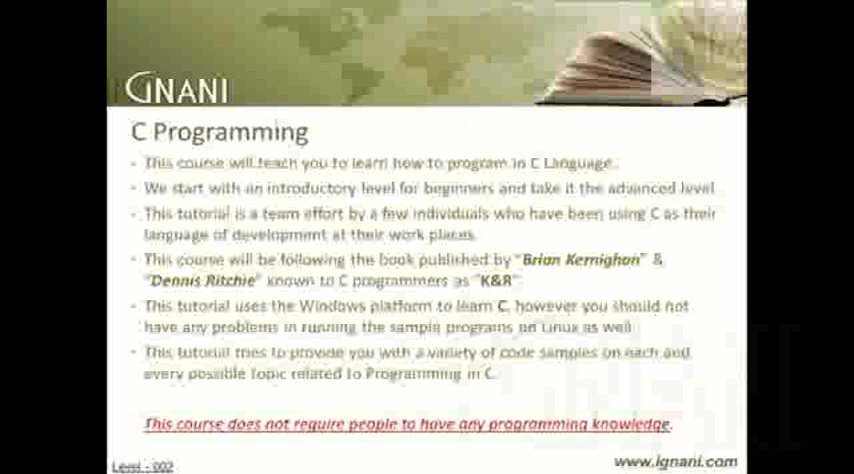 GNANI
C Programming
- This course will teach you to learn how to program in C Language.
- We start with an introductory level for beginners and take it the advanced level.
- This tutorial is a team effort by a few individuals who have been using C as their
language of development at their work places.
- This course will be following the book published by "Brian Kernighan" &
"Dennis Ritchie" known to C programmers as "K&R".
- This tutorial uses the Windows platform to learn C, however you should not
have any problems in running the sample programs on Linux as well.
- This tutorial tries to provide you with a variety of code samples on each and
every possible topic related to Programming in C.
This course does not require people to have any programming knowledge.
- 002
www.ignani.com